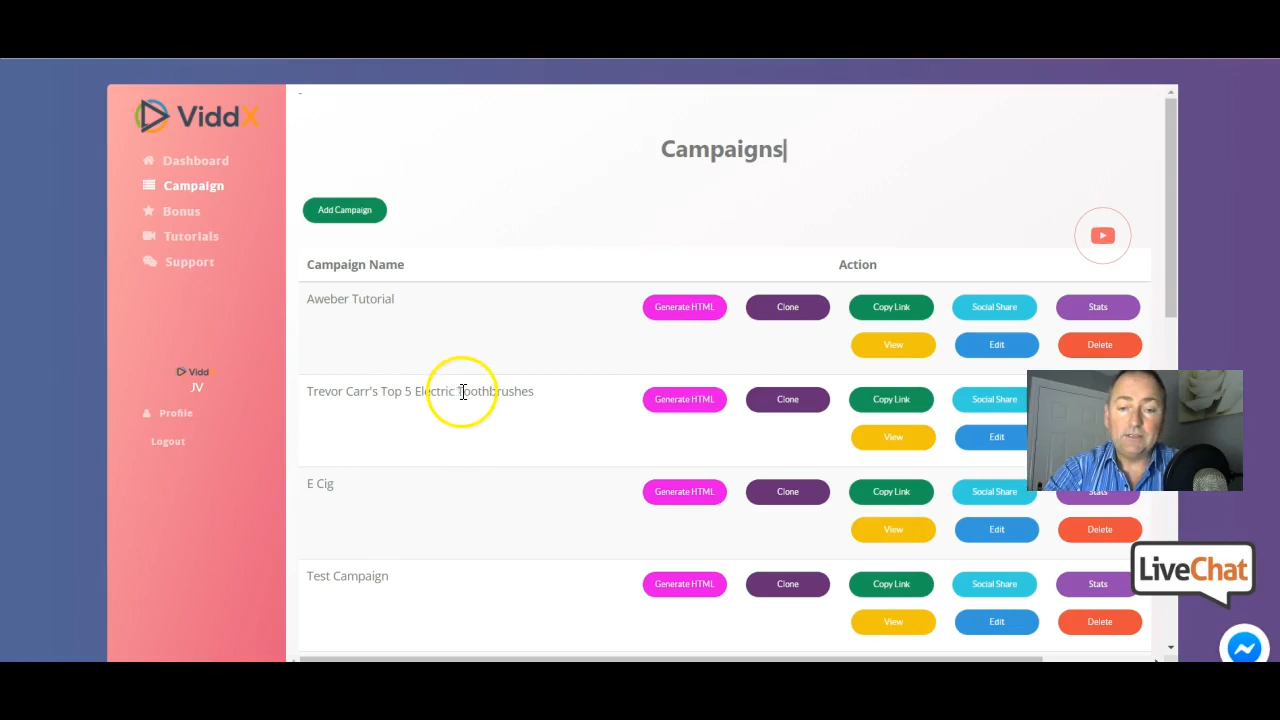 ViddX
Dashboard
Campaign
Bonus
Tutorials
Support
ViddX
JV
Profile
Logout
Campaigns
Add Campaign
Campaign Name Action
Aweber Tutorial Generate HTML Clone Copy Link Social Share Stats
View Edit Delete
Trevor Carr's Top 5 Electric Toothbrushes Generate HTML Clone Copy Link Social Share
View Edit
E Cig Generate HTML Clone Copy Link Social Share Stats
View Edit Delete
Test Campaign Generate HTML Clone Copy Link Social Share Stats
View Edit Delete
LiveChat